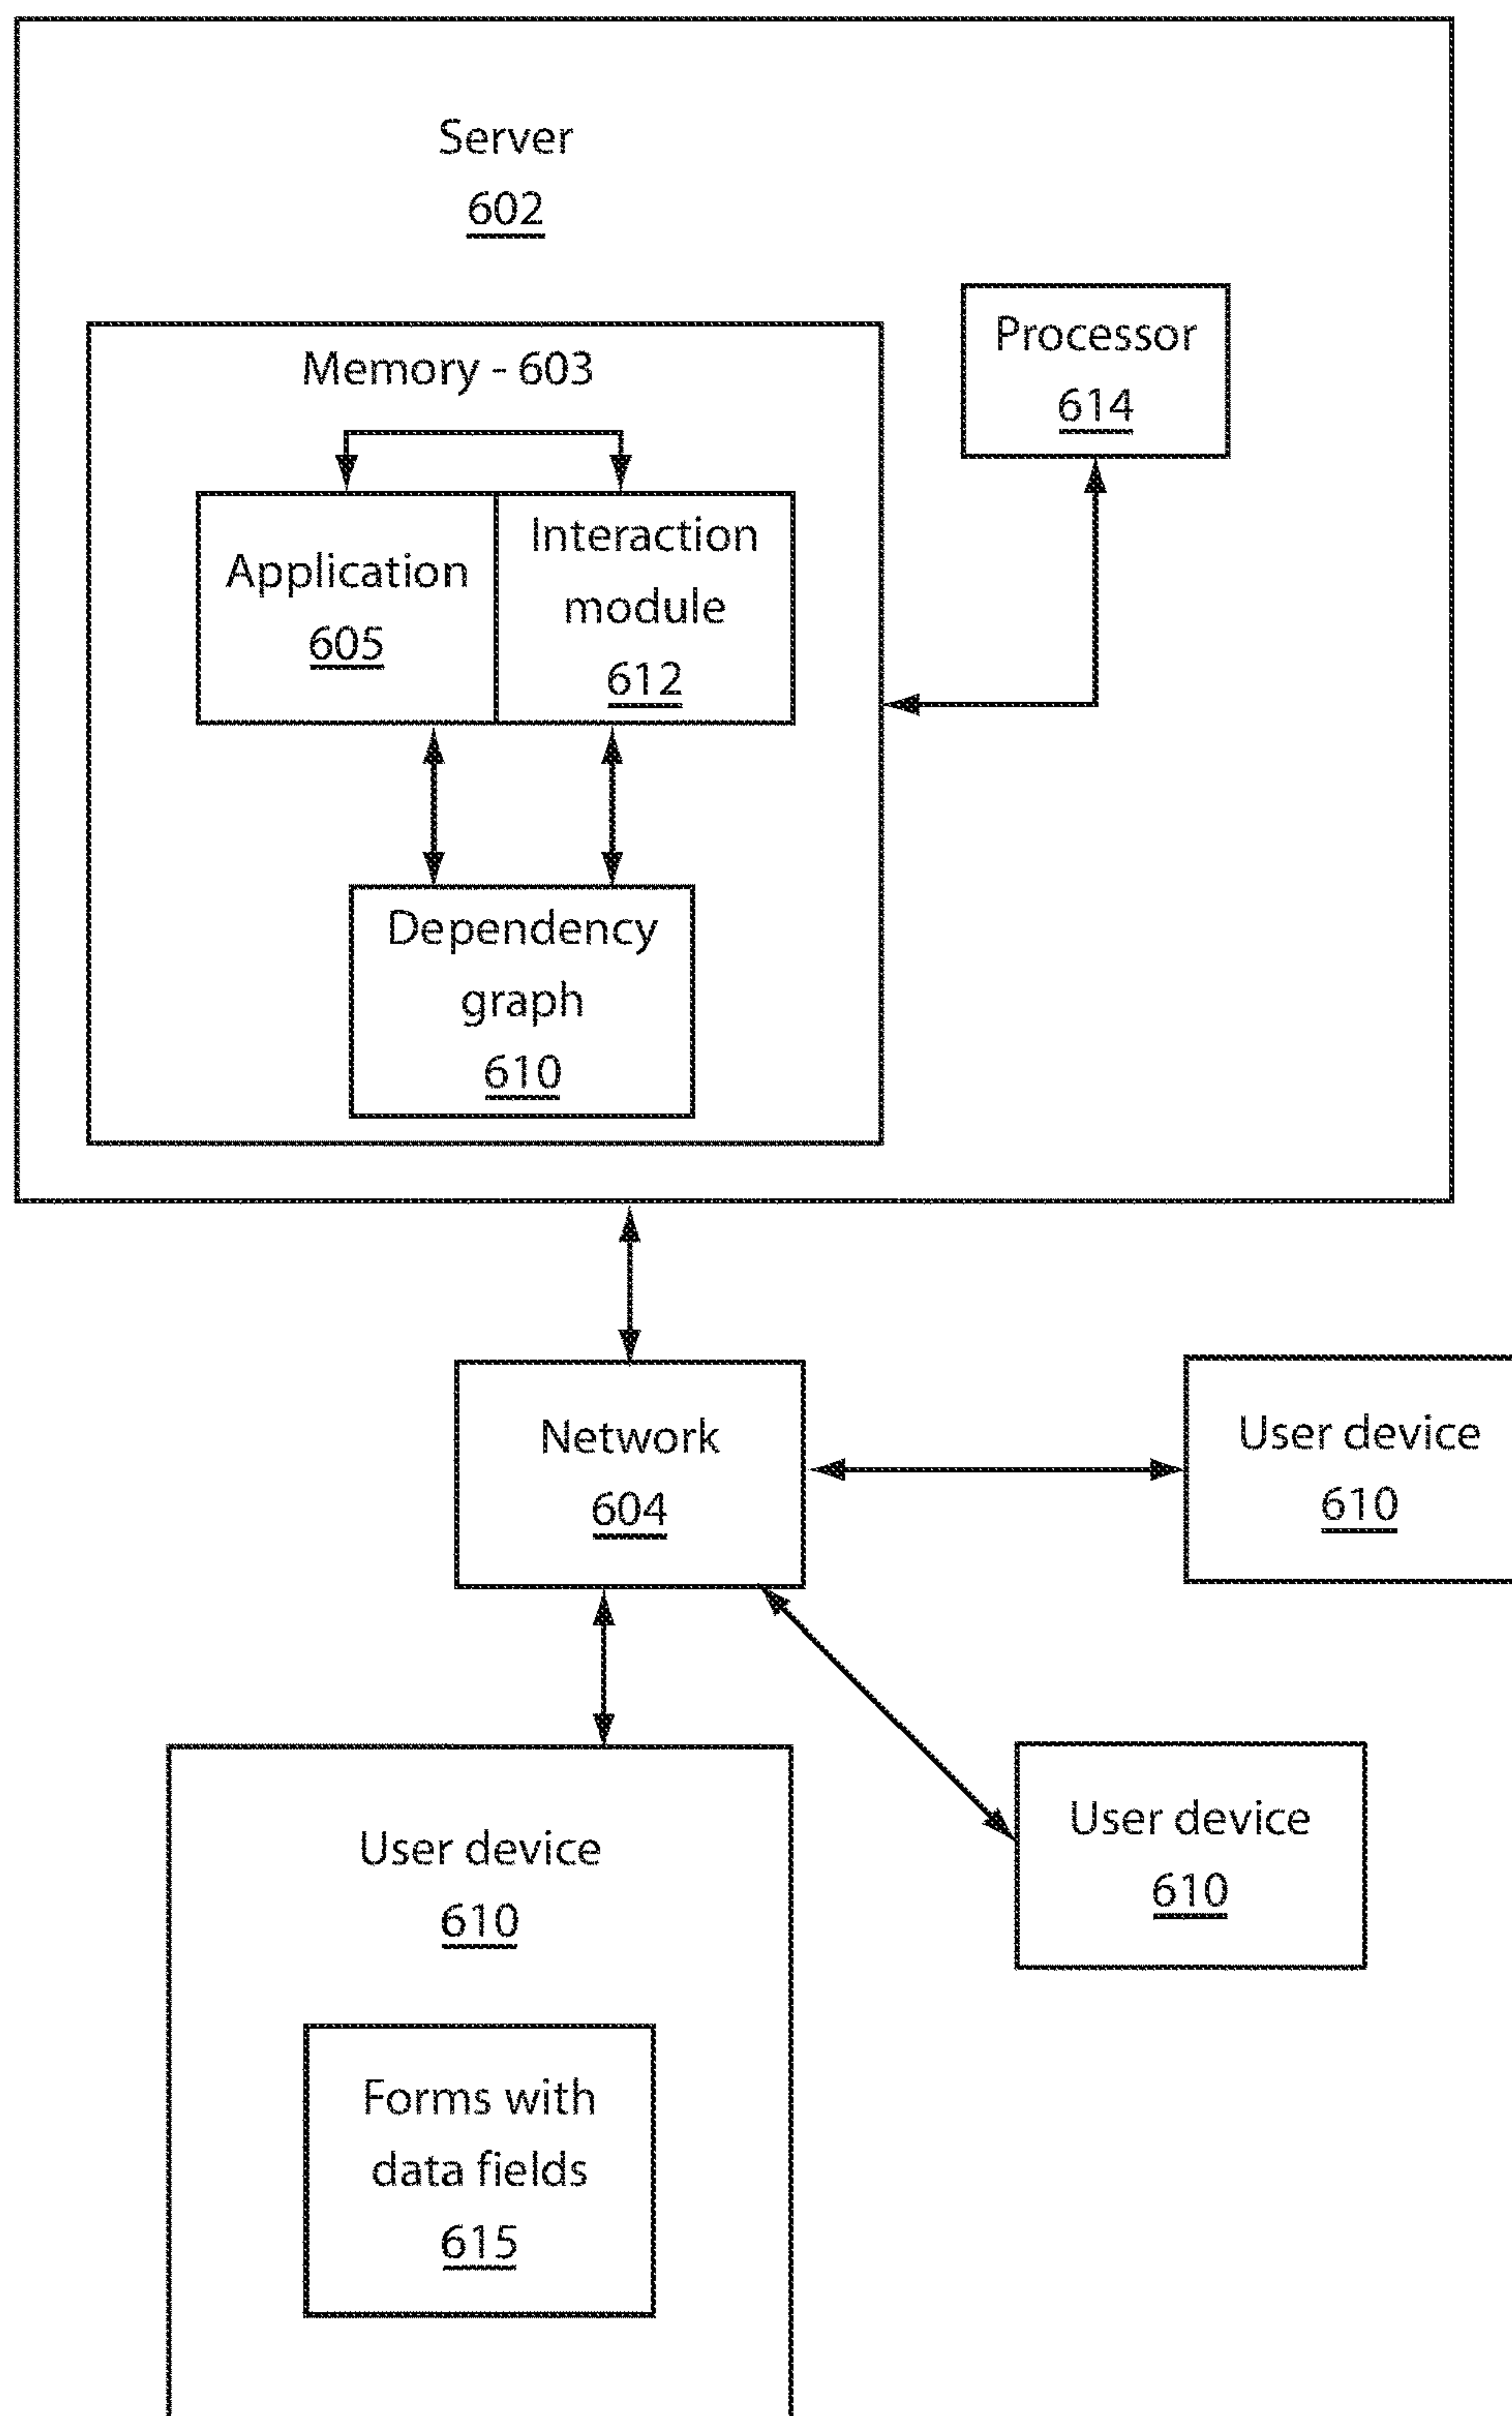 Server
602
Processor
614
Memory - 603
Application
605
Interaction
module
612
Dependency
graph
610
Network
604
User device
610
User device
610
User device
610
Forms with
data fields
615